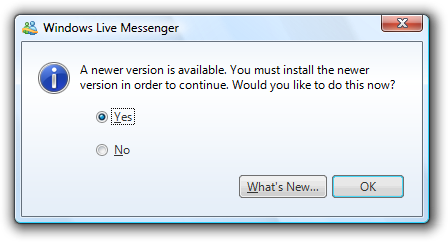 Windows Live Messenger
A newer version is available. You must install the newer
version in order to continue. Would you like to do this now?
Yes
No
What's New...
OK